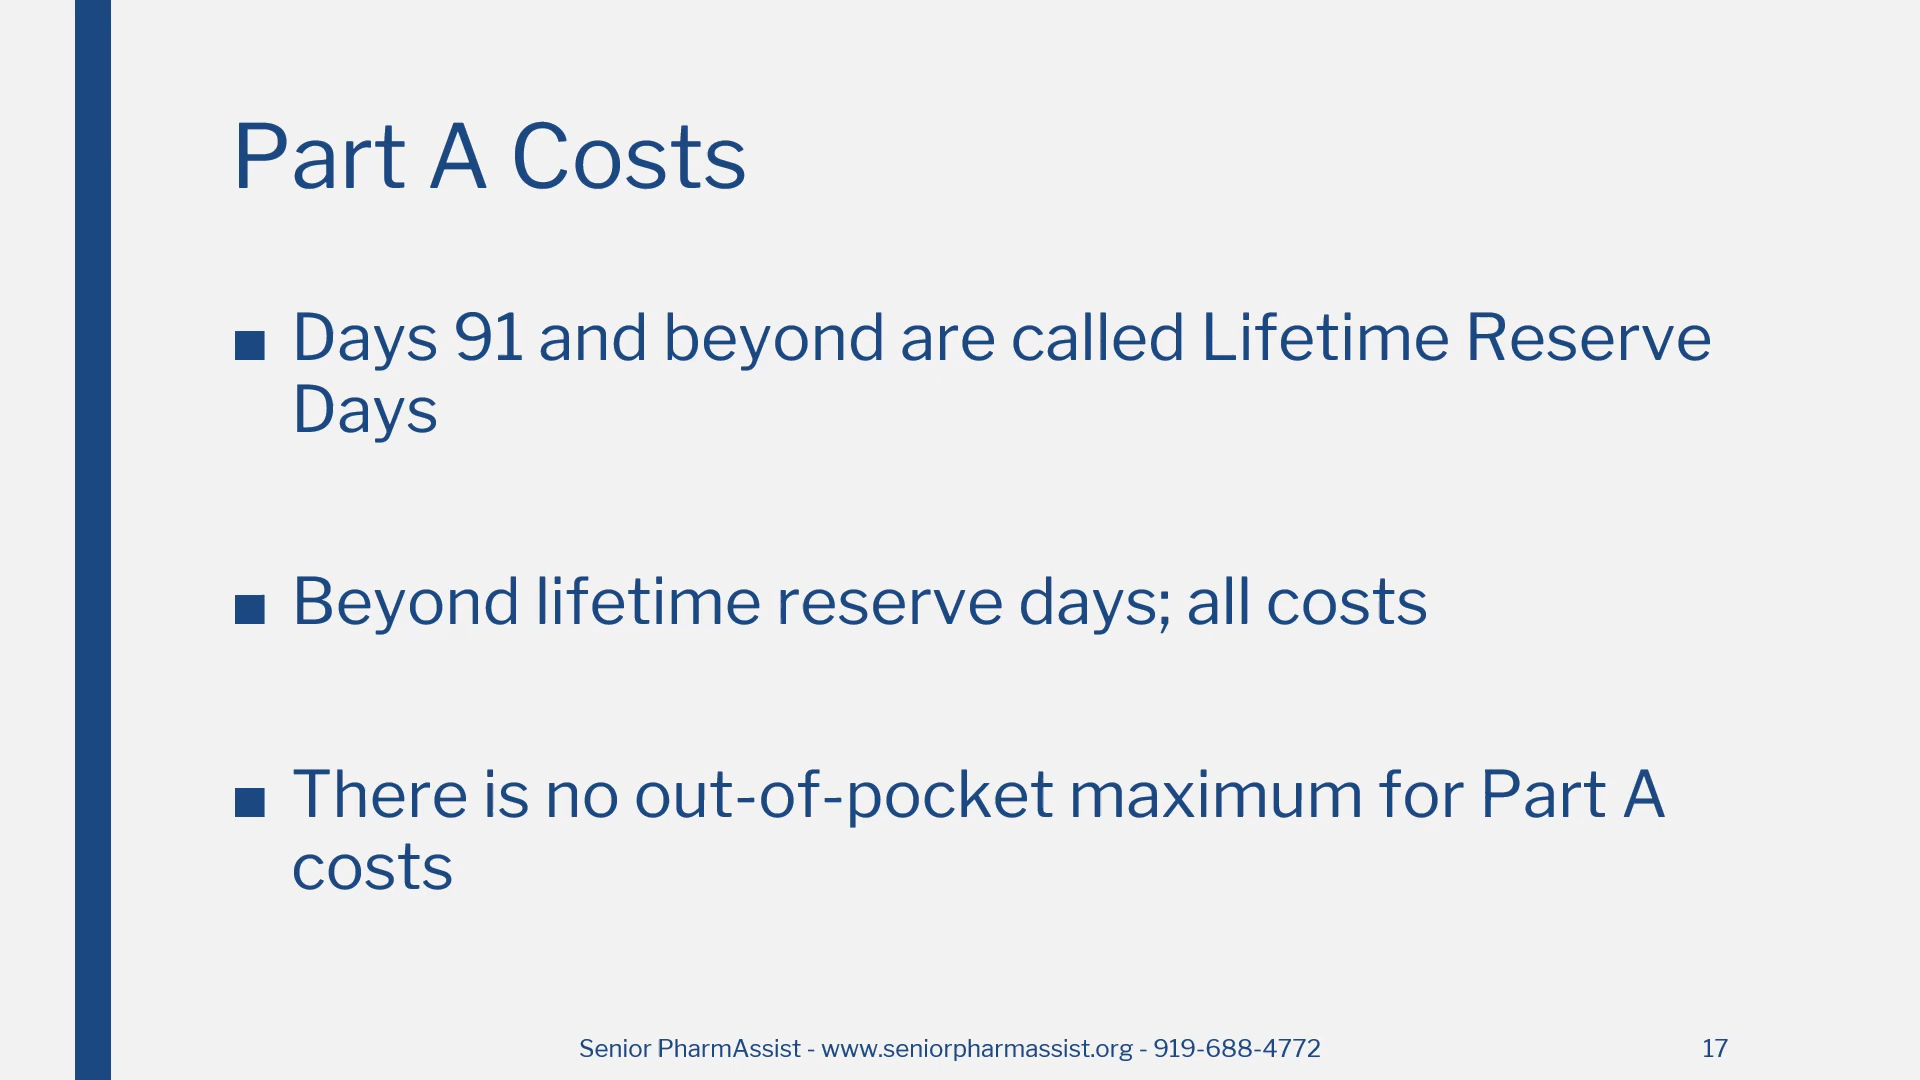 Part A Costs
■ Days 91 and beyond are called Lifetime Reserve
Days
■ Beyond lifetime reserve days; all costs
■ There is no out-of-pocket maximum for Part A
costs
Senior PharmAssist - www.seniorpharmassist.org - 919-688-4772
17